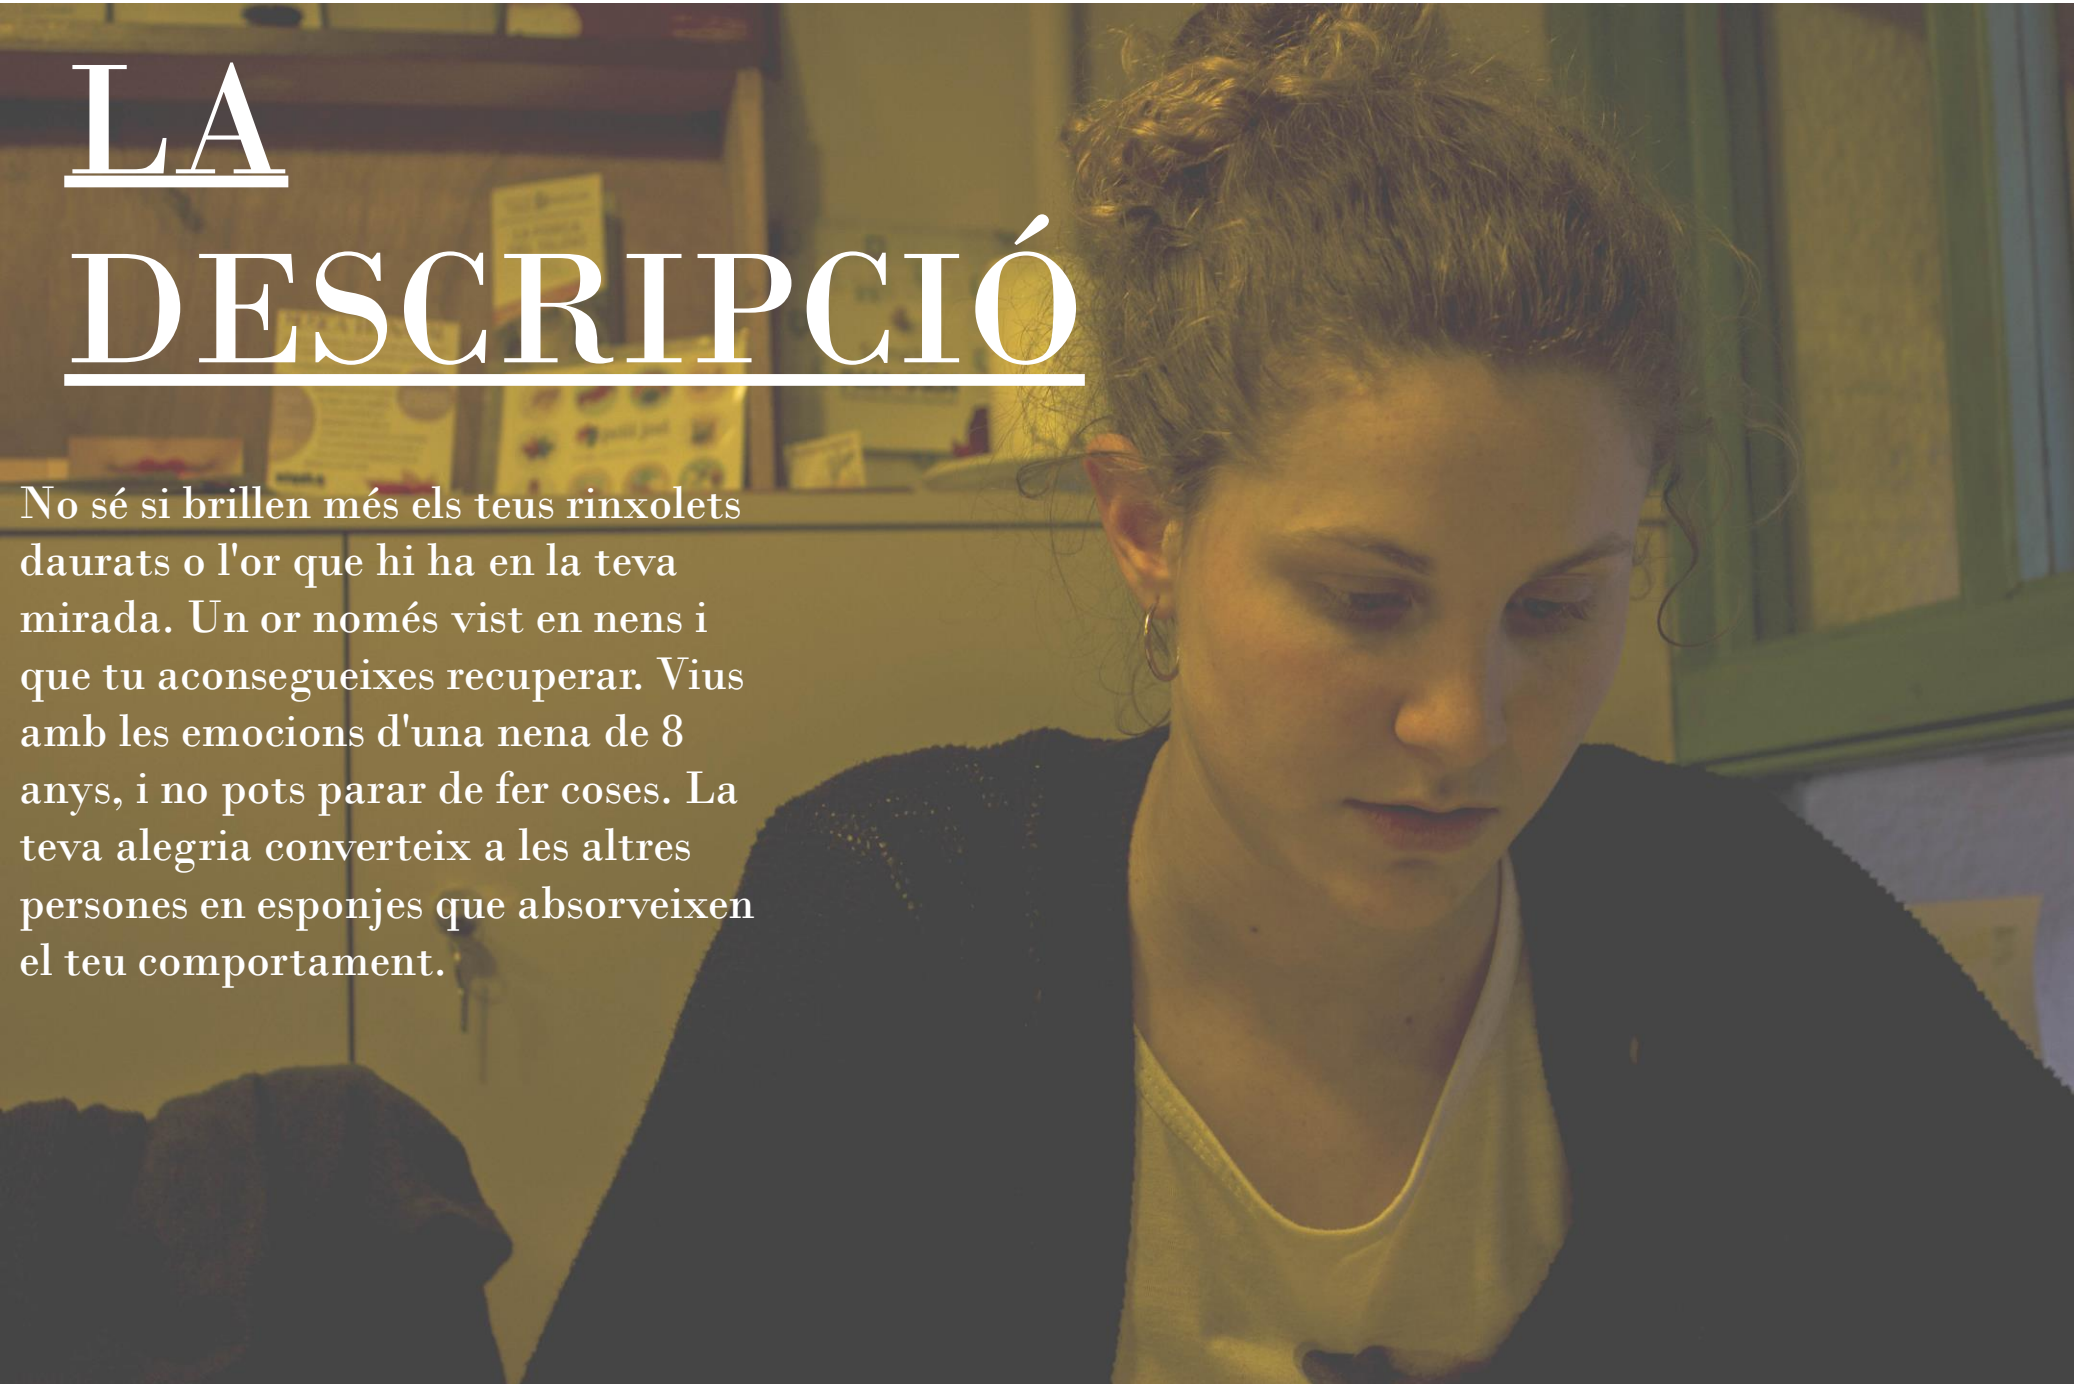 LA
DESCRIPCIÓ
No sé si brillen més els teus rinxolets
daurats o l'or que hi ha en la teva
mirada. Un or només vist en nens i
que tu aconsegueixes recuperar. Vius
amb les emocions d'una nena de 8
anys, i no pots parar de fer coses. La
teva alegria converteix a les altres
persones en esponjes que absorveixen
el teu comportament.